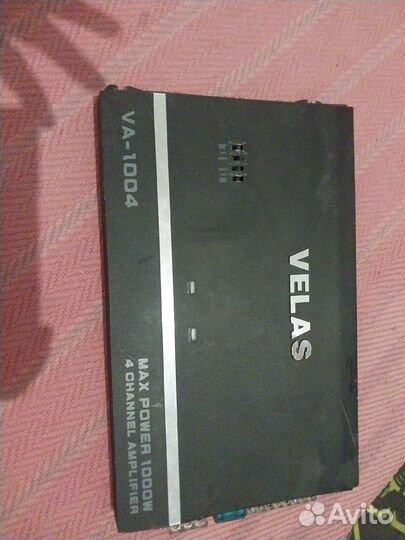 VA-1004
VELAS
MAX POWER 1000W
4 CHANNEL AMPLIFIER
Avito